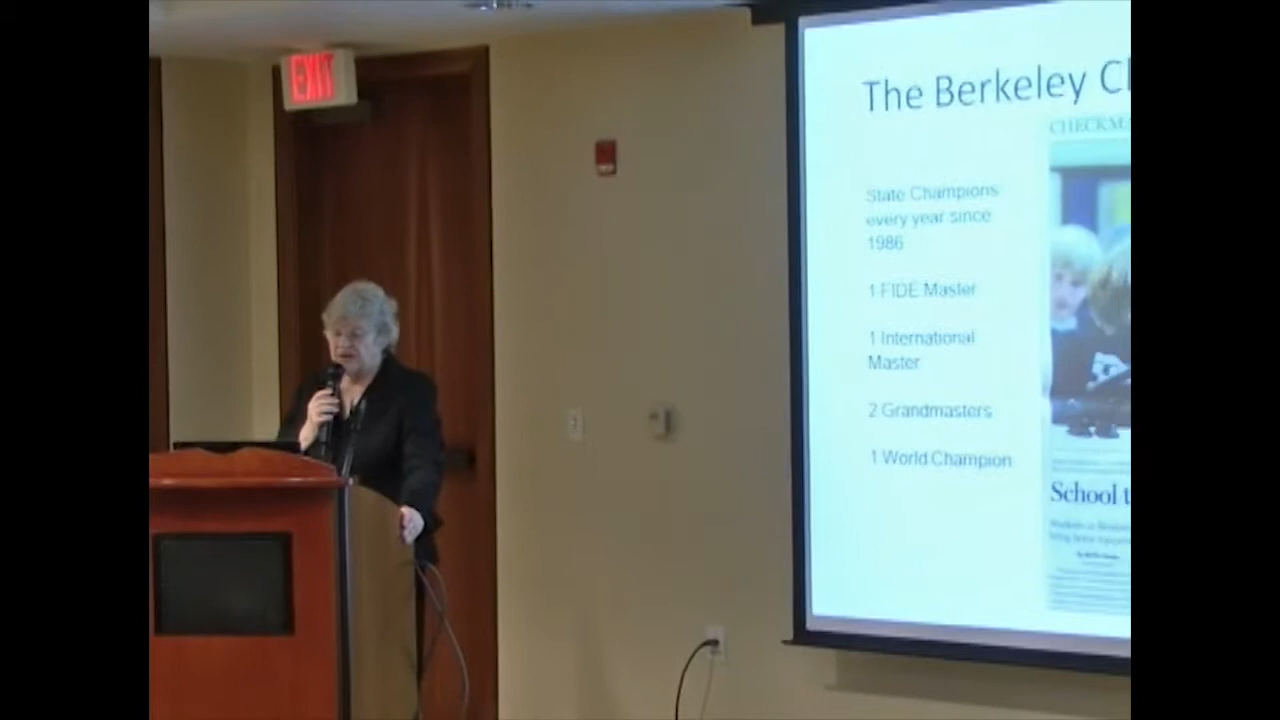 EXIT
The Berkeley
CHECKM
State Champions
every year since
1986
1 FIDE Master
1 International
Master
2 Grandmasters
1 World Champion
School t